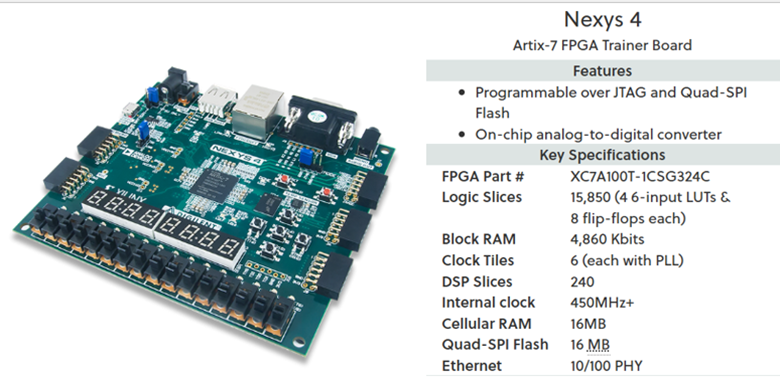 Nexys 4
Artix-7 FPGA Trainer Board
Features
Programmable over JTAG and Quad-SPI
Flash
On-chip analog-to-digital converter
Key Specifications
FPGA Part # XC7A100T-1CSG324C
Logic Slices 15,850 (4 6-input LUTs &
8 flip-flops each)
Block RAM 4,860 Kbits
Clock Tiles 6 (each with PLL)
DSP Slices 240
Internal clock 450MHz+
Cellular RAM 16MB
Quad-SPI Flash 16 MB
Ethernet 10/100 PHY
NEXYS 4
DIGILENT